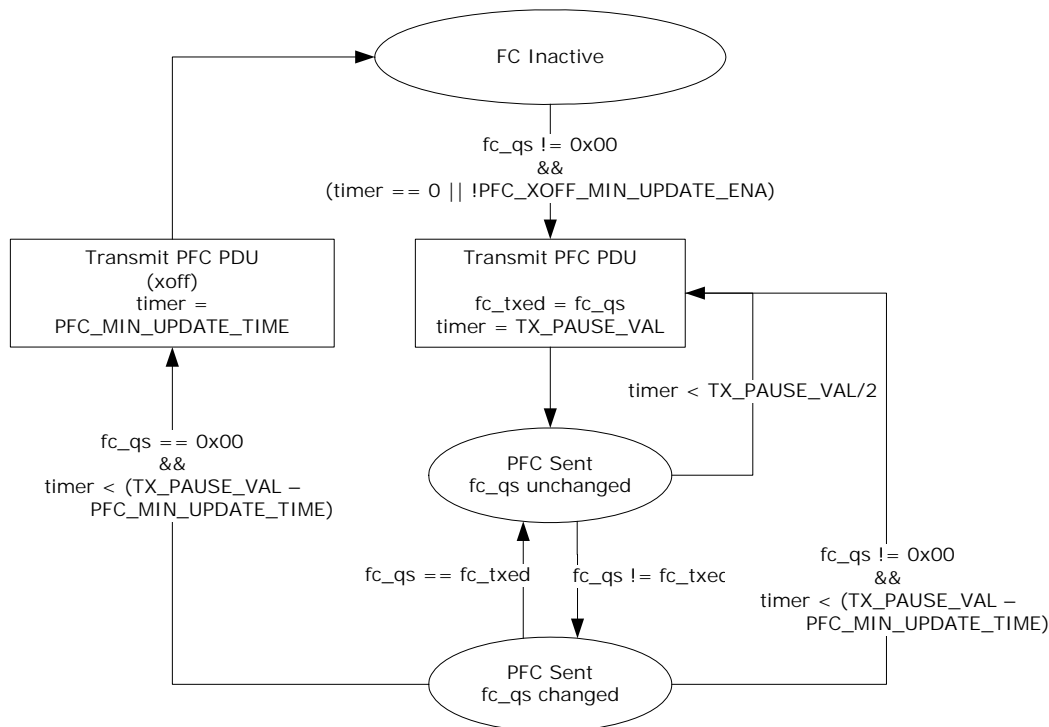 FC Inactive
fc_qs != 0x00
&&
(timer == 0 || !PFC_XOFF_MIN_UPDATE_ENA)
Transmit PFC PDU
(xoff)
timer =
PFC_MIN_UPDATE_TIME
Transmit PFC PDU
fc_txed = fc_qs
timer = TX_PAUSE_VAL
timer < TX_PAUSE_VAL/2
fc_qs == 0x00
&&
timer < (TX_PAUSE_VAL –
PFC_MIN_UPDATE_TIME)
PFC Sent
fc_qs unchanged
fc_qs == fc_txed
fc_qs != fc_txec
fc_qs != 0x00
&&
timer < (TX_PAUSE_VAL –
PFC_MIN_UPDATE_TIME)
PFC Sent
fc_qs changed